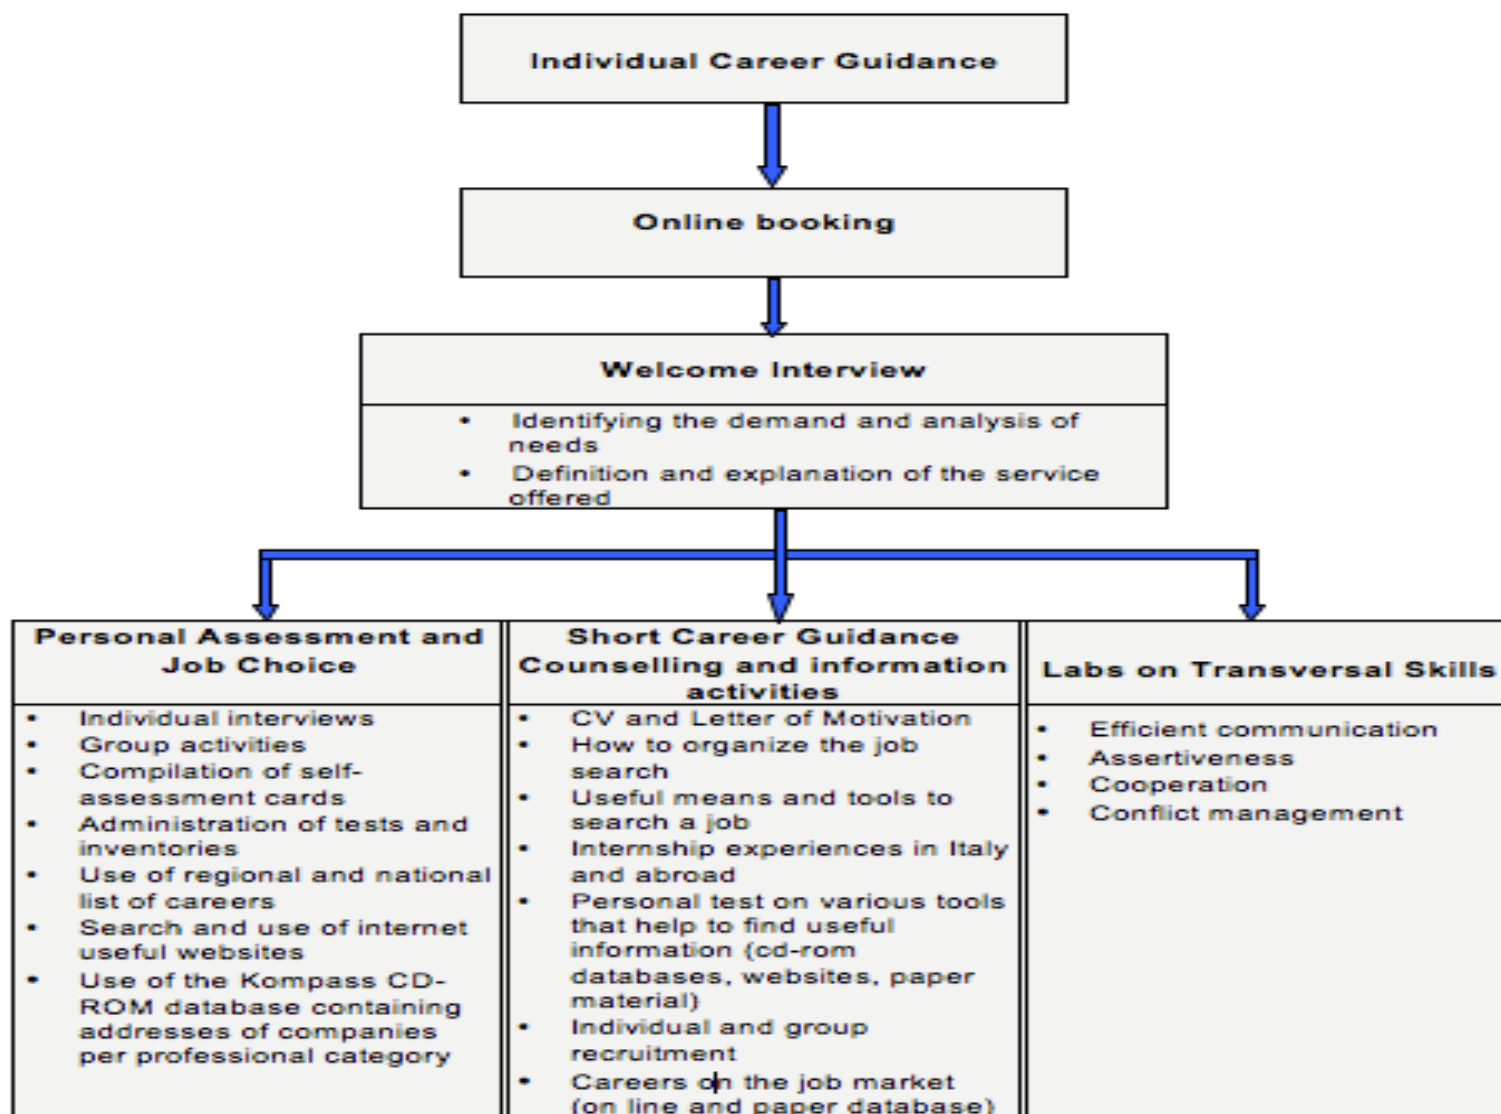 Individual Career Guidance
Online booking
Welcome Interview
• Identifying the demand and analysis of
needs
• Definition and explanation of the service
offered
Personal Assessment and
Job Choice
• Individual interviews
• Group activities
• Compilation of self-
assessment cards
• Administration of tests and
inventories
• Use of regional and national
list of careers
• Search and use of internet
useful websites
• Use of the Kompass CD-
ROM database containing
addresses of companies
per professional category
Short Career Guidance
Counselling and information
activities
• CV and Letter of Motivation
• How to organize the job
search
• Useful means and tools to
search a job
• Internship experiences in Italy
and abroad
• Personal test on various tools
that help to find useful
information (cd-rom
databases, websites, paper
material)
• Individual and group
recruitment
• Careers on the job market
(on line and paper database)
Labs on Transversal Skills
• Efficient communication
• Assertiveness
• Cooperation
• Conflict management